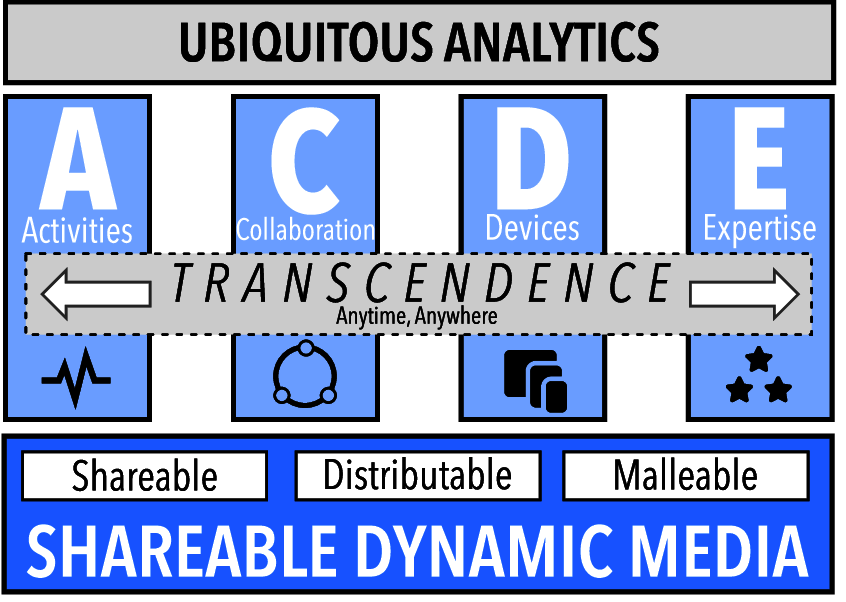 UBIQUITOUS ANALYTICS
A C D E
Activities Collaboration Devices Expertise
TRANSCENDENCE
Anytime, Anywhere
Shareable Distributable Malleable
SHAREABLE DYNAMIC MEDIA